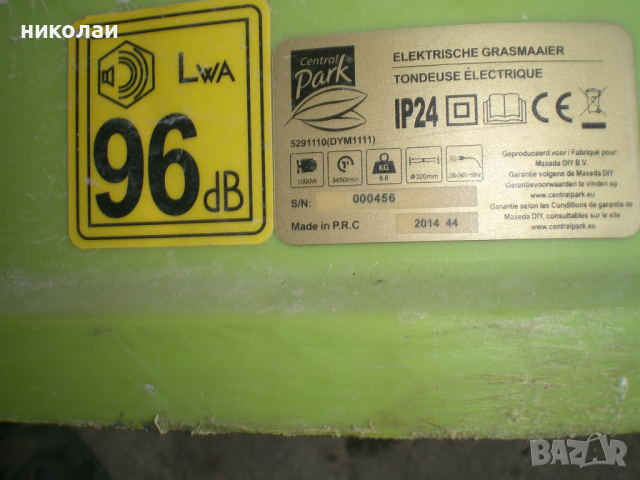 николаи
LWA
96
dB
Central
Park
ELEKTRISCHE GRASMAAIER
TONDEUSE ÉLECTRIQUE
IP24 CE
5291110(DYM1111)
KG
1000W 3450/min 8.8 ø320mm 230-240V~50Hz
S/N: 000456
Made in P.R.C 2014 44
Geproduceerd voor / Fabriqué pour:
Maxeda DIY B.V.
Garantie volgens de Maxeda DIY
Garantievoorwaarden te vinden op
www.centralpark.eu
Garantie selon les Conditions de garantie de
Maxeda DIY, consultables sur le site
www.centralpark.eu
BAZAR